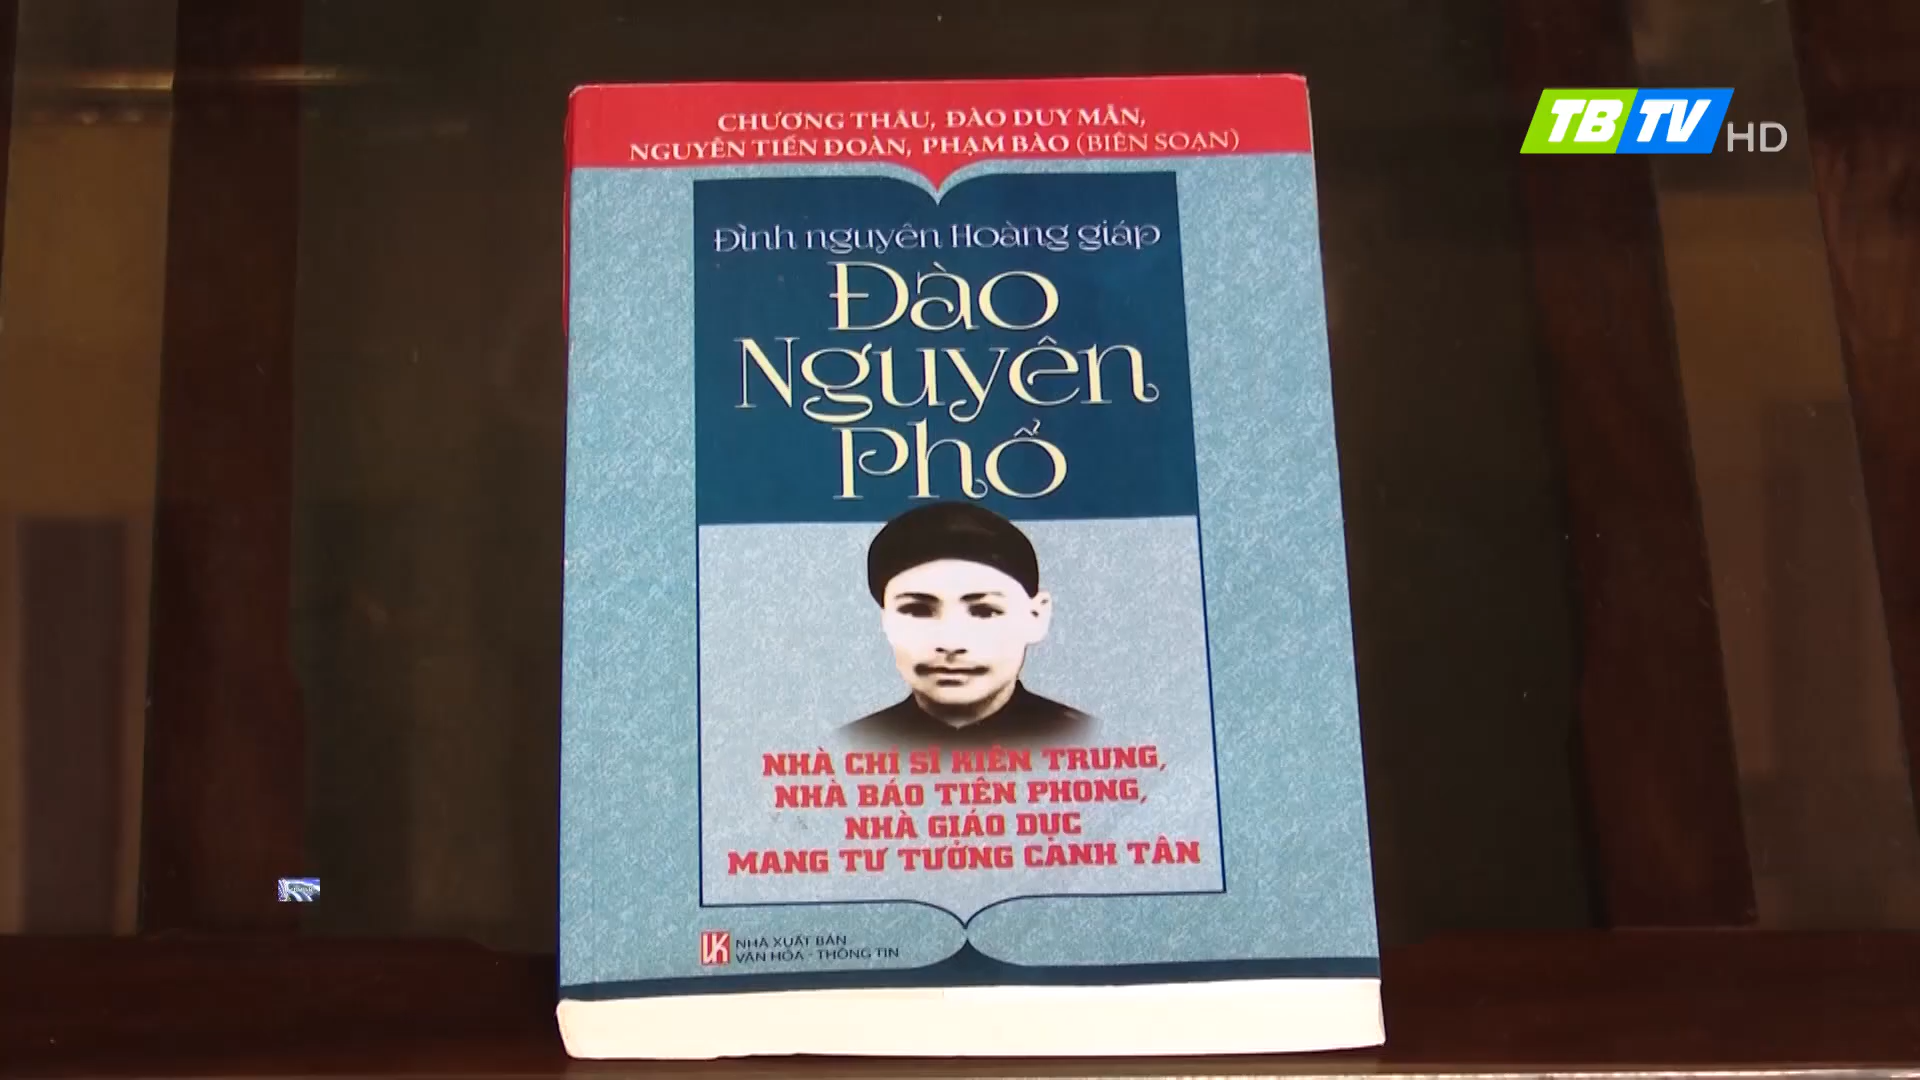 CHƯƠNG THÂU, ĐÀO DUY MẪN,
NGUYỄN TIẾN ĐOÀN, PHẠM BÀO (BIÊN SOẠN)
TBTV HD
Đình nguyên Hoàng giáp
Đào
Nguyên
Phổ
NHÀ CHÍ SĨ KIÊN TRUNG,
NHÀ BÁO TIÊN PHONG,
NHÀ GIÁO DỤC
MANG TƯ TƯỞNG CANH TÂN
NHÀ XUẤT BẢN
VĂN HÓA - THÔNG TIN